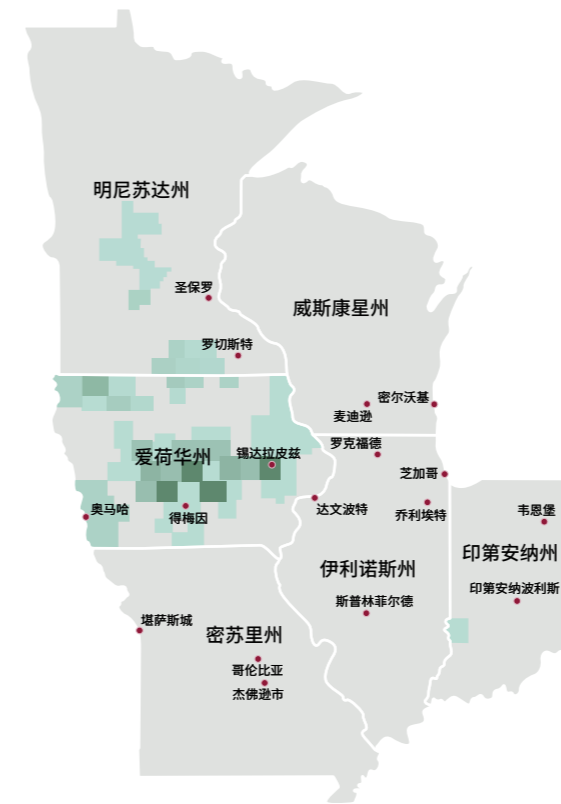 明尼苏达州
圣保罗
威斯康星州
罗切斯特
密尔沃基
麦迪逊
罗克福德
爱荷华州
锡达拉皮兹
芝加哥
奥马哈
得梅因
达文波特
乔利埃特
韦恩堡
印第安纳州
伊利诺斯州
印第安纳波利斯
斯普林菲尔德
堪萨斯城
密苏里州
哥伦比亚
杰佛逊市